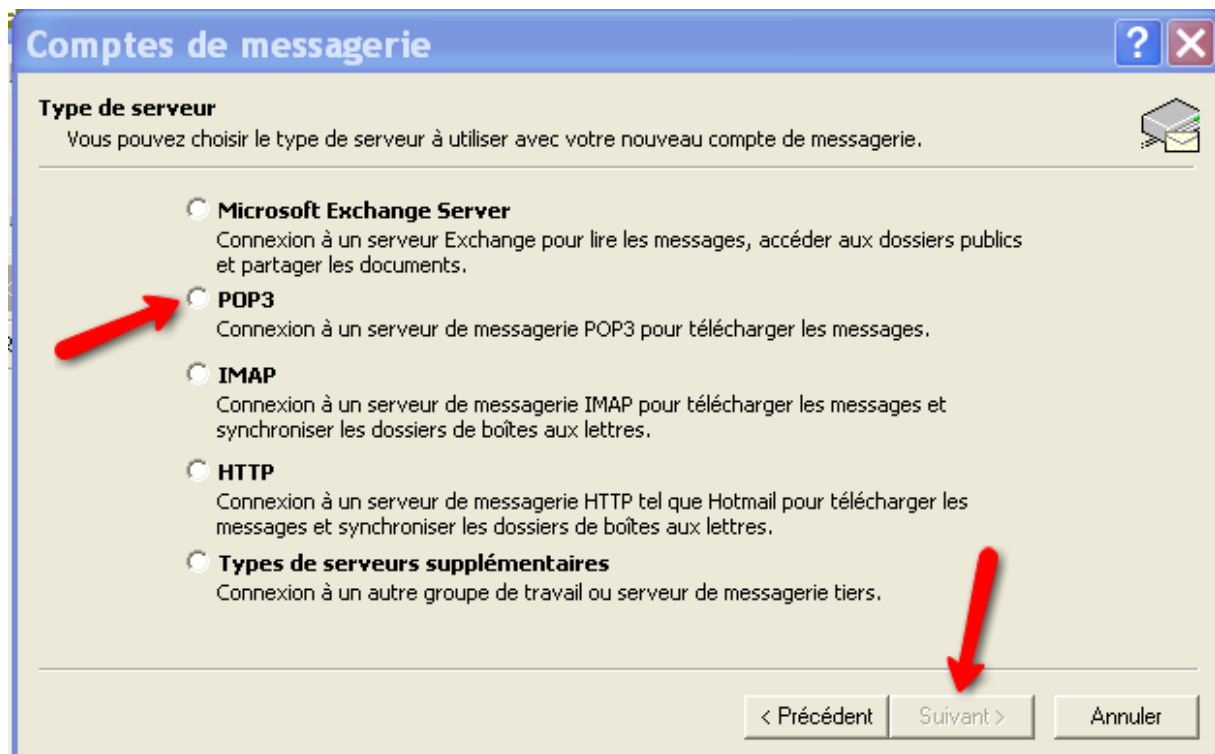 Comptes de messagerie
Type de serveur
Vous pouvez choisir le type de serveur à utiliser avec votre nouveau compte de messagerie.
Microsoft Exchange Server
Connexion à un serveur Exchange pour lire les messages, accéder aux dossiers publics
et partager les documents.
POP3
Connexion à un serveur de messagerie POP3 pour télécharger les messages.
IMAP
Connexion à un serveur de messagerie IMAP pour télécharger les messages et
synchroniser les dossiers de boîtes aux lettres.
HTTP
Connexion à un serveur de messagerie HTTP tel que Hotmail pour télécharger les
messages et synchroniser les dossiers de boîtes aux lettres.
Types de serveurs supplémentaires
Connexion à un autre groupe de travail ou serveur de messagerie tiers.
< Précédent Suivant > Annuler